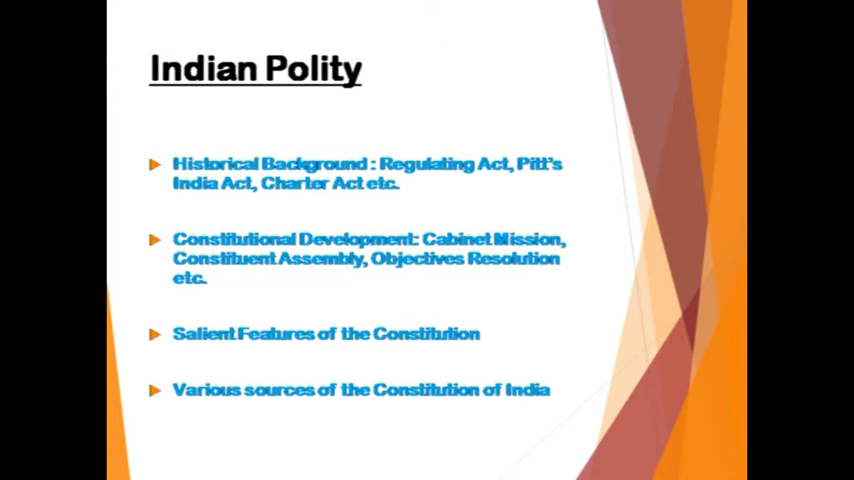 Indian Polity
Historical Background : Regulating Act, Pitt's
India Act, Charter Act etc.
Constitutional Development: Cabinet Mission,
Constituent Assembly, Objectives Resolution
etc.
Salient Features of the Constitution
Various sources of the Constitution of India